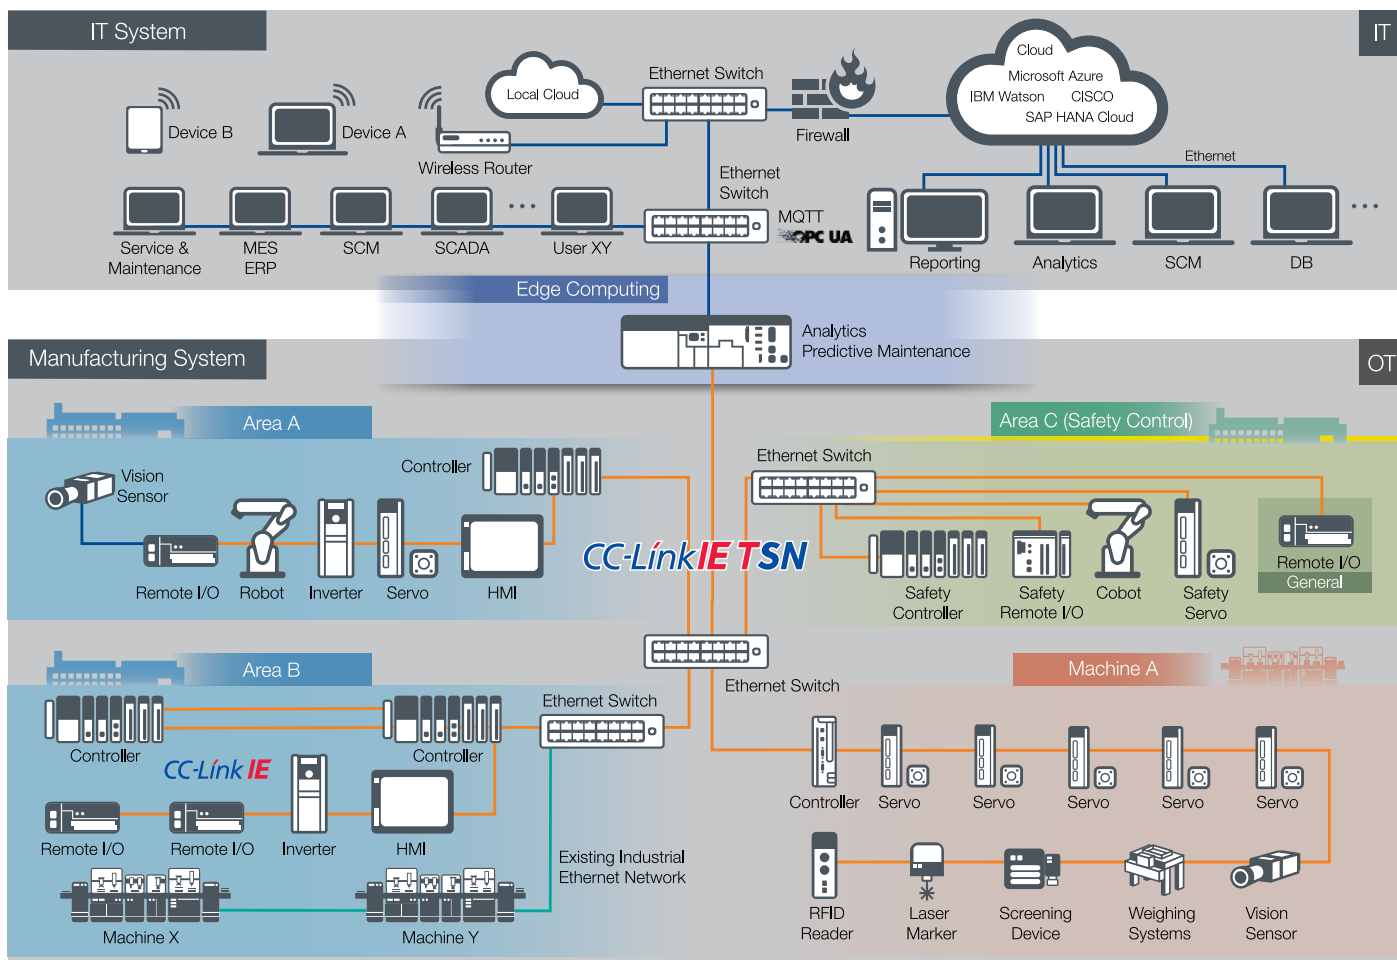 IT System
IT
Cloud
Microsoft Azure
IBM Watson
CISCO
SAP HANA Cloud
Local Cloud
Ethernet Switch
Firewall
Device B
Device A
Wireless Router
Ethernet
Switch
Ethernet
MQTT
OPC UA
Service &
Maintenance
MES
ERP
SCM
SCADA
...
User XY
Reporting
Analytics
SCM
DB
...
Edge Computing
Analytics
Predictive Maintenance
Manufacturing System
OT
Area A
Vision
Sensor
Controller
Remote I/O
Robot
Inverter
Servo
HMI
CC-Link IE TSN
Area C (Safety Control)
Ethernet Switch
Safety
Controller
Safety
Remote I/O
Cobot
Safety
Servo
Remote I/O
General
Ethernet Switch
Area B
Ethernet Switch
Controller
Controller
CC-Link IE
Remote I/O
Remote I/O
Inverter
HMI
Existing Industrial
Ethernet Network
Machine X
Machine Y
Machine A
Controller
Servo
Servo
Servo
Servo
Servo
RFID
Reader
Laser
Marker
Screening
Device
Weighing
Systems
Vision
Sensor